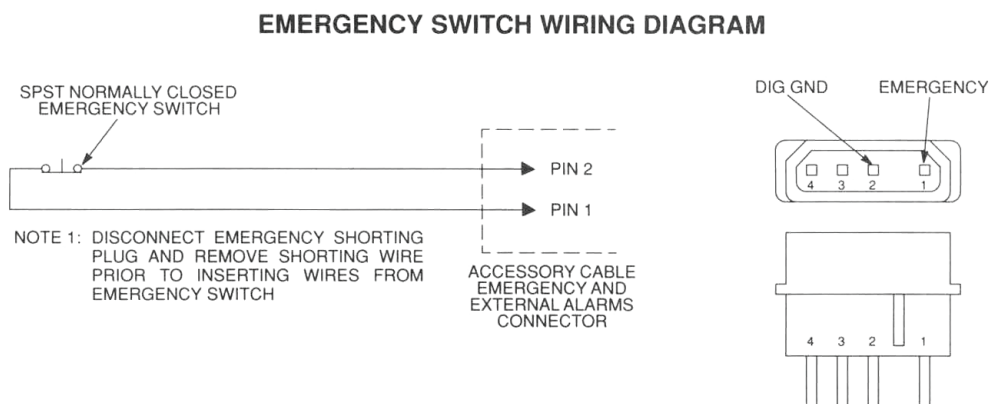 EMERGENCY SWITCH WIRING DIAGRAM
SPST NORMALLY CLOSED
EMERGENCY SWITCH
PIN 2
PIN 1
NOTE 1: DISCONNECT EMERGENCY SHORTING
PLUG AND REMOVE SHORTING WIRE
PRIOR TO INSERTING WIRES FROM
EMERGENCY SWITCH
ACCESSORY CABLE
EMERGENCY AND
EXTERNAL ALARMS
CONNECTOR
DIG GND
EMERGENCY
4 3 2 1
4 3 2 1